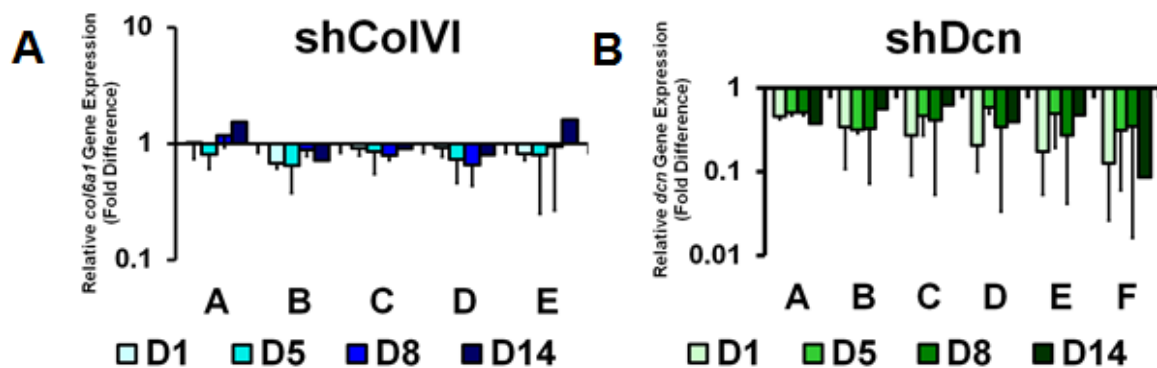 A
shColVI
Relative col6a1 Gene Expression
(Fold Difference)
10
1
0.1
A B C D E
D1 D5 D8 D14
B
shDcn
Relative dcn Gene Expression
(Fold Difference)
1
0.1
0.01
A B C D E F
D1 D5 D8 D14